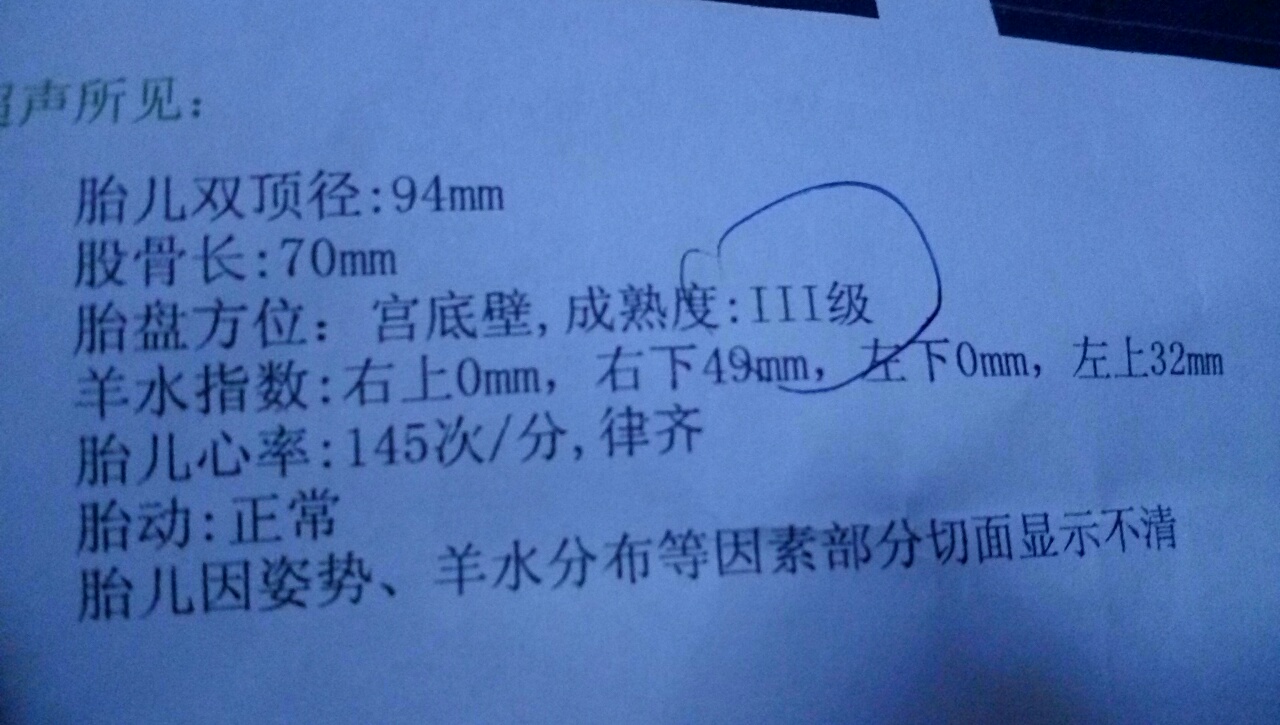 超声所见：
胎儿双顶径:94mm
股骨长:70mm
胎盘方位：宫底壁,成熟度:III级
羊水指数:右上0mm，右下49mm，左下0mm，左上32mm
胎儿心率:145次/分,律齐
胎动:正常
胎儿因姿势、羊水分布等因素部分切面显示不清